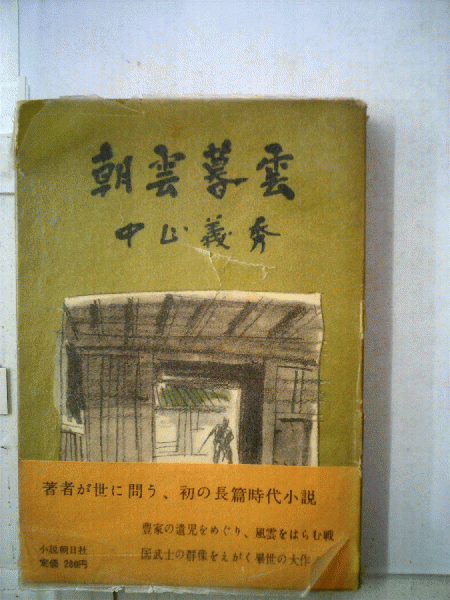 朝雲暮雲
中山義秀
著者が世に問う、初の長篇時代小説
豊家の遺児をめぐり、風雲をはらむ戦
国武士の群像をえがく畢世の大作
小説朝日社
定価 280円